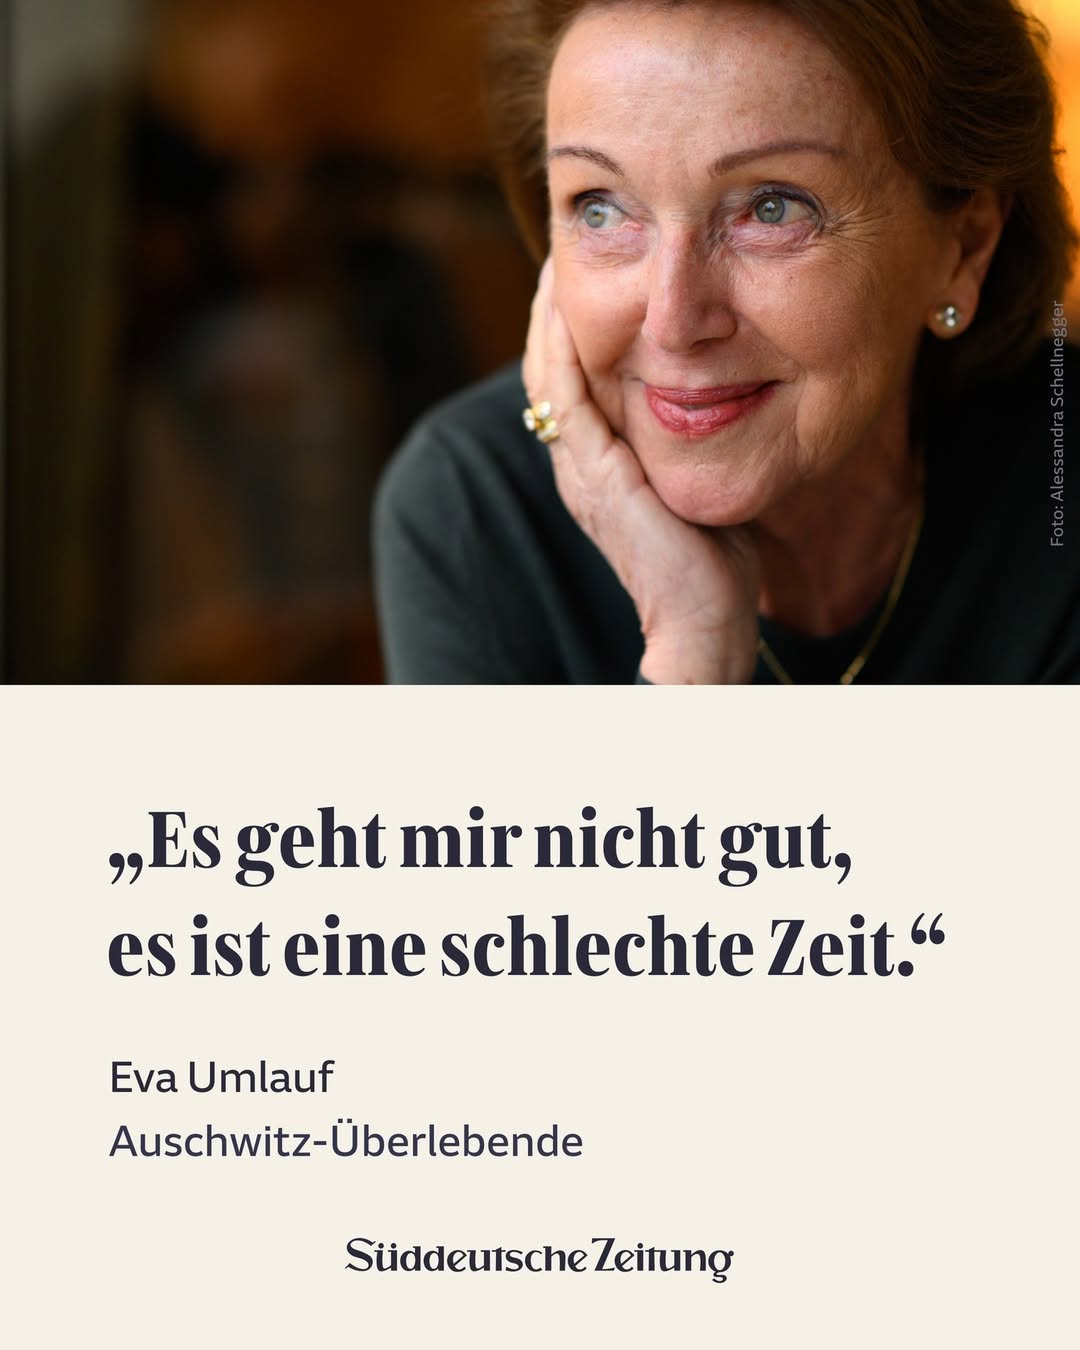 Foto: Alessandra Schellnegger
„Es geht mir nicht gut,
es ist eine schlechte Zeit.“
Eva Umlauf
Auschwitz-Überlebende
Süddeutsche Zeitung